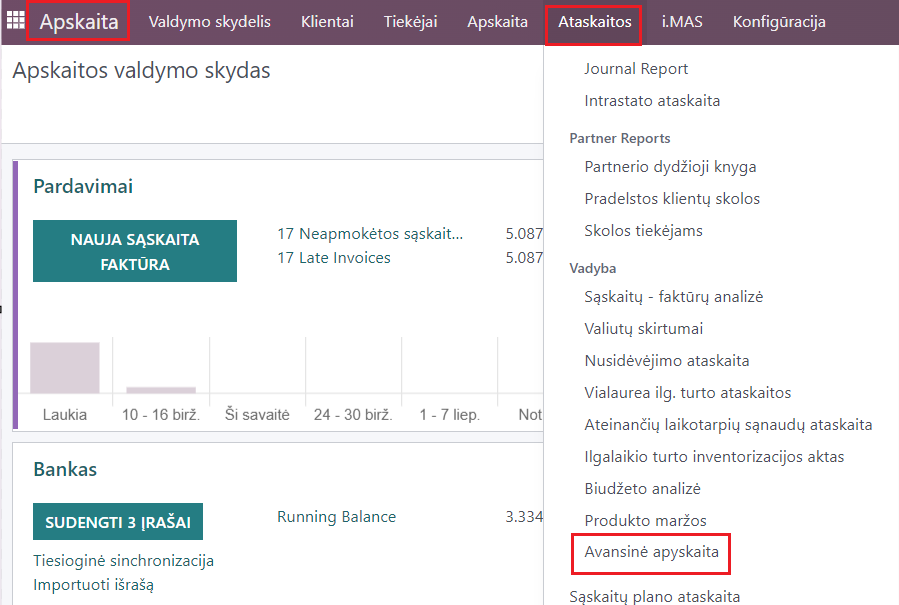 Apskaita Valdymo skydelis Klientai Tiekėjai Apskaita Ataskaitos i.MAS Konfigūracija
Apskaitos valdymo skydas
Pardavimai
NAUJA SĄSKAITA
FAKTŪRA
17 Neapmokėtos sąskait... 5.087
17 Late Invoices 5.087
Laukia 10 - 16 birž. Ši savaitė 24 - 30 birž. 1 - 7 liep. Not
Bankas
SUDENGTI 3 ĮRAŠAI
Running Balance 3.334
Tiesioginė sinchronizacija
Importuoti išrašą
Journal Report
Intrastato ataskaita
Partner Reports
Partnerio dydžioji knyga
Pradelstos klientų skolos
Skolos tiekėjams
Vadyba
Sąskaitų - faktūrų analizė
Valiutų skirtumai
Nusidėvėjimo ataskaita
Vialaurea ilg. turto ataskaitos
Ateinančių laikotarpių sąnaudų ataskaita
Ilgalaikio turto inventorizacijos aktas
Biudžeto analizė
Produkto maržos
Avansinė apyskaita
Sąskaitų plano ataskaita